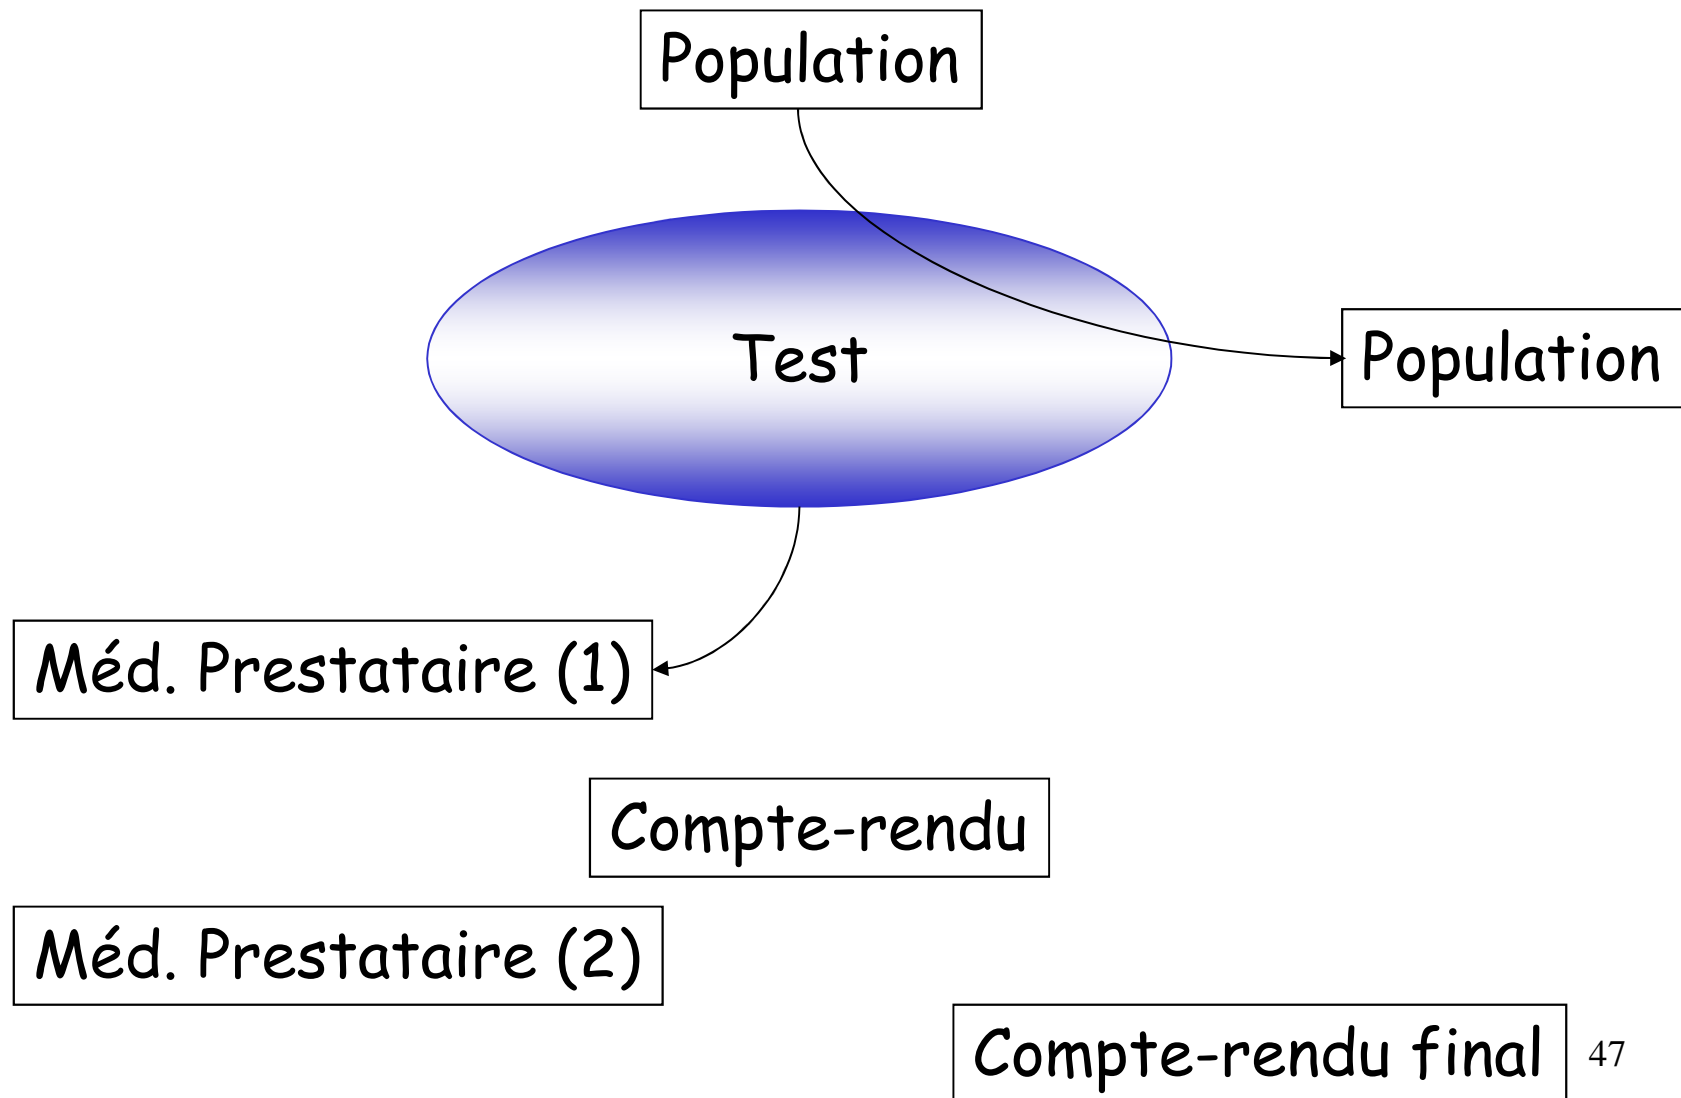 Population
Test
Population
Méd. Prestataire (1)
Compte-rendu
Méd. Prestataire (2)
Compte-rendu final
47